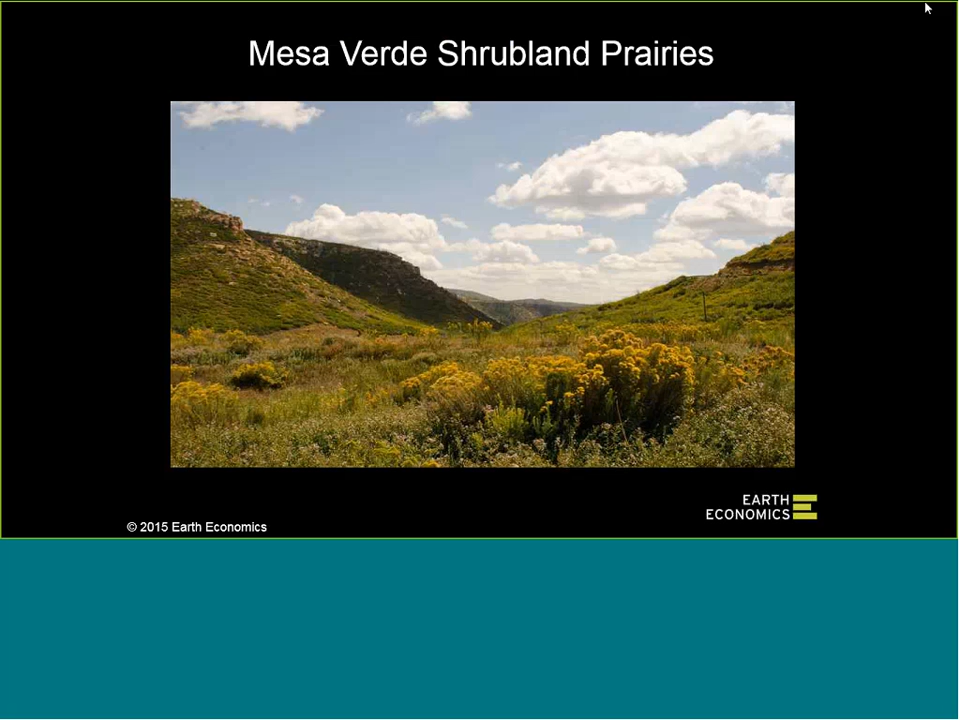 Mesa Verde Shrubland Prairies
EARTH
ECONOMICS
© 2015 Earth Economics